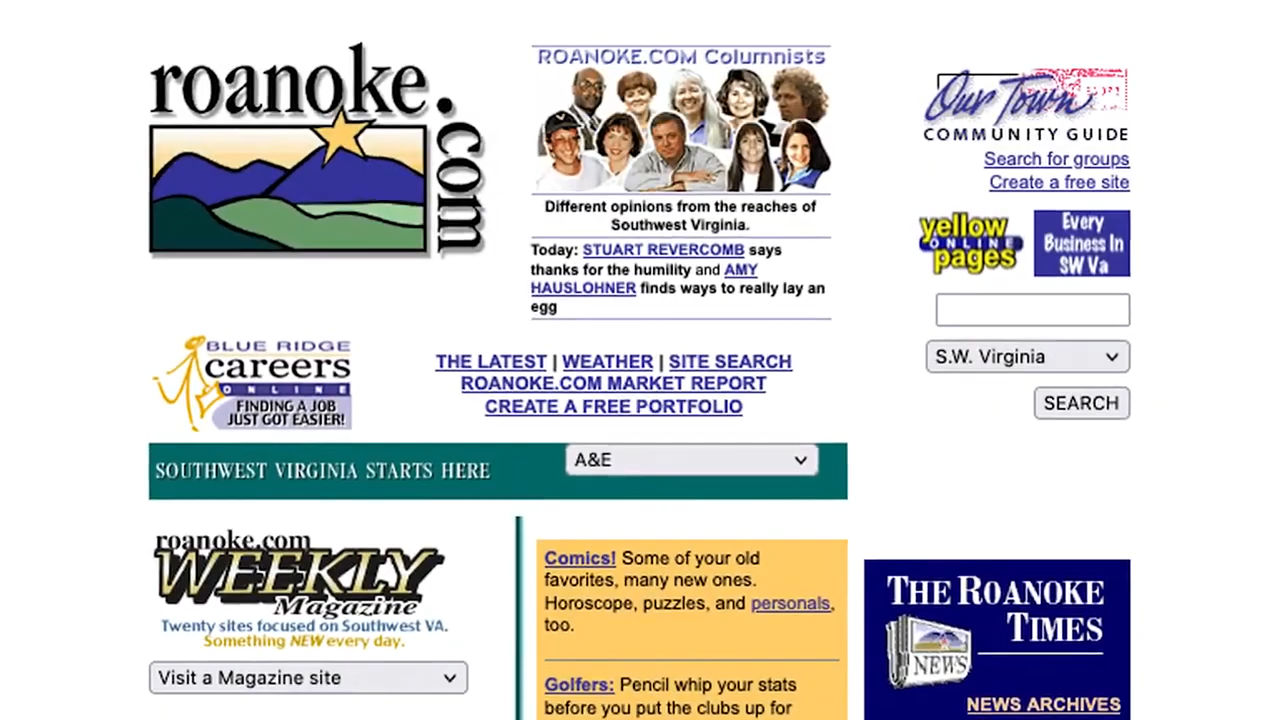 roanoke.com
ROANOKE.COM Columnists
Different opinions from the reaches of
Southwest Virginia.
Today: STUART REVERCOMB says
thanks for the humility and AMY
HAUSLOHNER finds ways to really lay an
egg
Our Town
COMMUNITY GUIDE
Search for groups
Create a free site
yellow
ONLINE
pages
Every
Business In
SW Va
S.W. Virginia
SEARCH
BLUE RIDGE
careers
ONLINE
FINDING A JOB
JUST GOT EASIER!
THE LATEST | WEATHER | SITE SEARCH
ROANOKE.COM MARKET REPORT
CREATE A FREE PORTFOLIO
SOUTHWEST VIRGINIA STARTS HERE
A&E
roanoke.com
WEEKLY
Magazine
Twenty sites focused on Southwest VA.
Something NEW every day.
Visit a Magazine site
Comics! Some of your old
favorites, many new ones.
Horoscope, puzzles, and personals,
too.
Golfers: Pencil whip your stats
before you put the clubs up for
THE ROANOKE
TIMES
NEWS
NEWS ARCHIVES